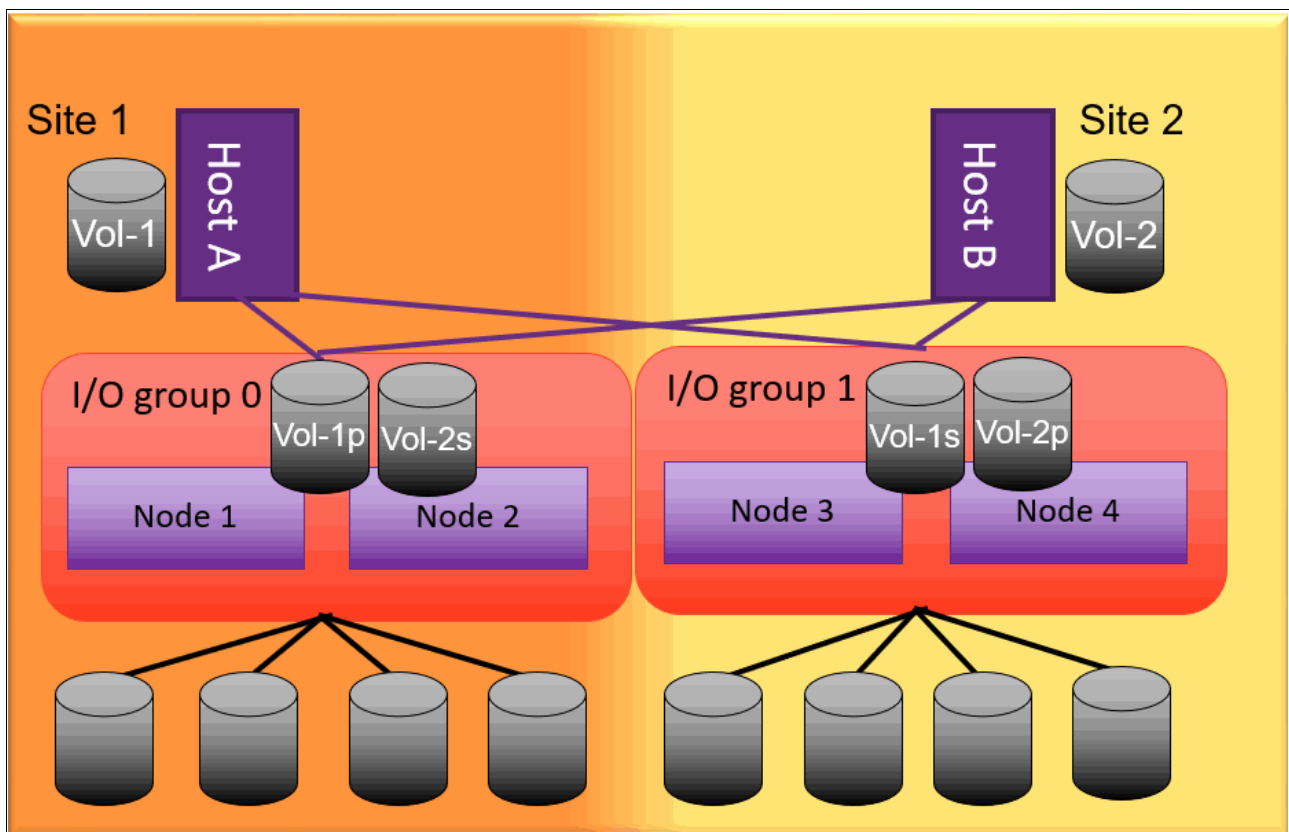 Site 1
Host A
Vol-1
Host B
Site 2
Vol-2
I/O group 0
Vol-1p
Vol-2s
Node 1
Node 2
I/O group 1
Vol-1s
Vol-2p
Node 3
Node 4